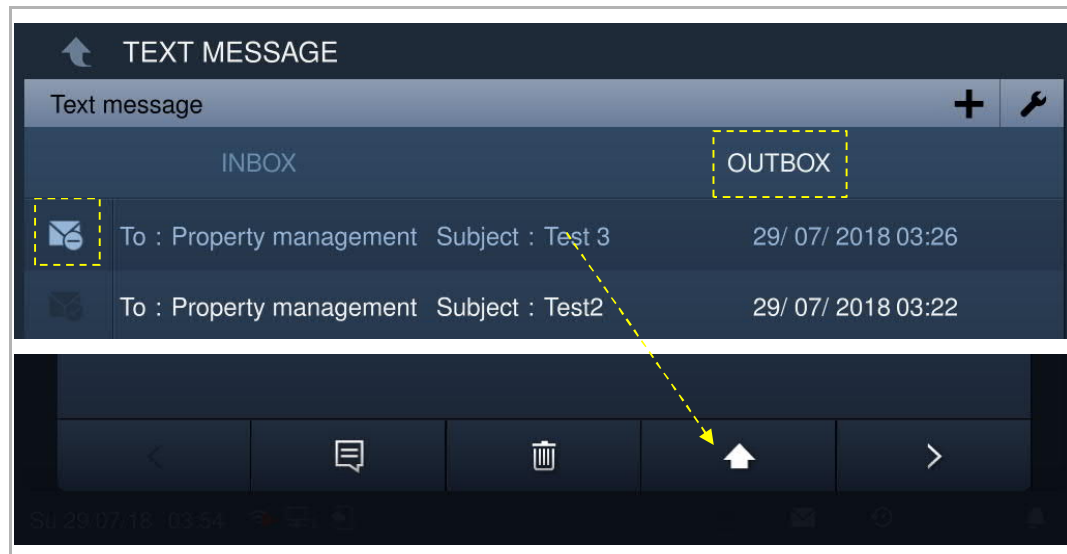 TEXT MESSAGE
Text message
INBOX OUTBOX
To : Property management Subject : Test 3 29/ 07/ 2018 03:26
To : Property management Subject : Test2 29/ 07/ 2018 03:22
Su 29/07/18 03:54